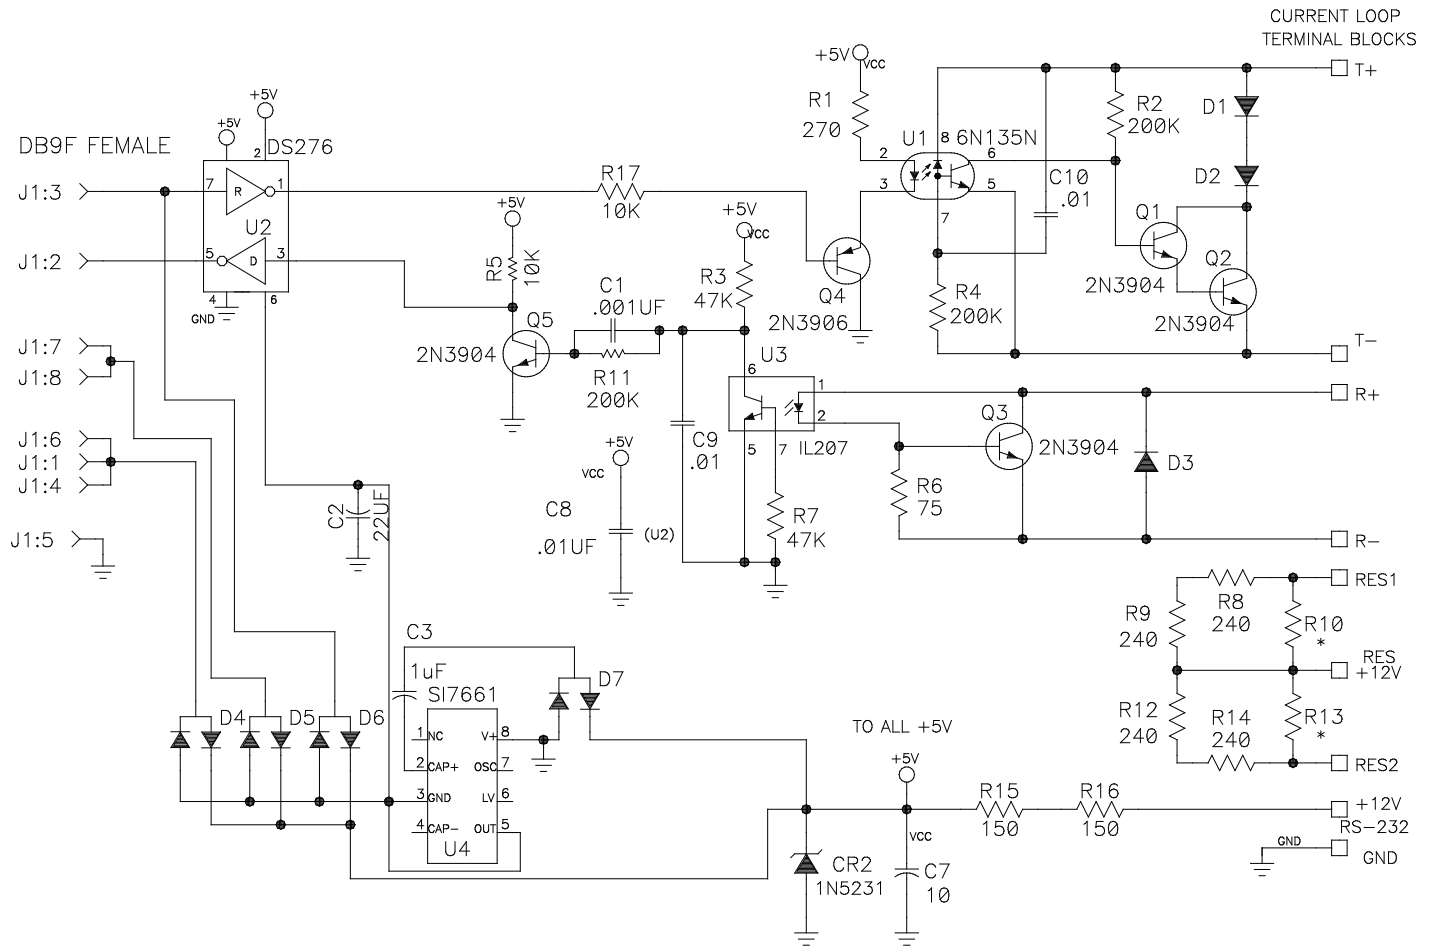 CURRENT LOOP
TERMINAL BLOCKS
+5V
VCC
T+
R1
270
R2
200K
D1
U1
8
6N135N
2
6
3
5
7
C10
.01
D2
Q1
2N3904
Q2
2N3904
R4
200K
Q4
2N3906
T-
DB9F FEMALE
+5V
+5V
2
DS276
J1:3
7
R
1
U2
J1:2
5
D
3
4
6
GND
R17
10K
+5V
R5
10K
+5V
VCC
R3
47K
C1
.001UF
Q5
2N3904
R11
200K
U3
6
1
2
5
7
IL207
C9
.01
R7
47K
Q3
2N3904
R6
75
D3
R+
R-
J1:7
J1:8
J1:6
J1:1
J1:4
J1:5
C2
22UF
+5V
VCC
C8
.01UF
(U2)
RES1
R8
240
R9
240
R10
*
RES
+12V
R12
240
R14
240
R13
*
RES2
C3
1uF
SI7661
D7
D4
D5
D6
1
NC
V+
8
2
CAP+
OSC
7
3
GND
LV
6
4
CAP-
OUT
5
U4
TO ALL +5V
+5V
VCC
R15
150
R16
150
+12V
RS-232
GND
GND
CR2
1N5231
C7
10